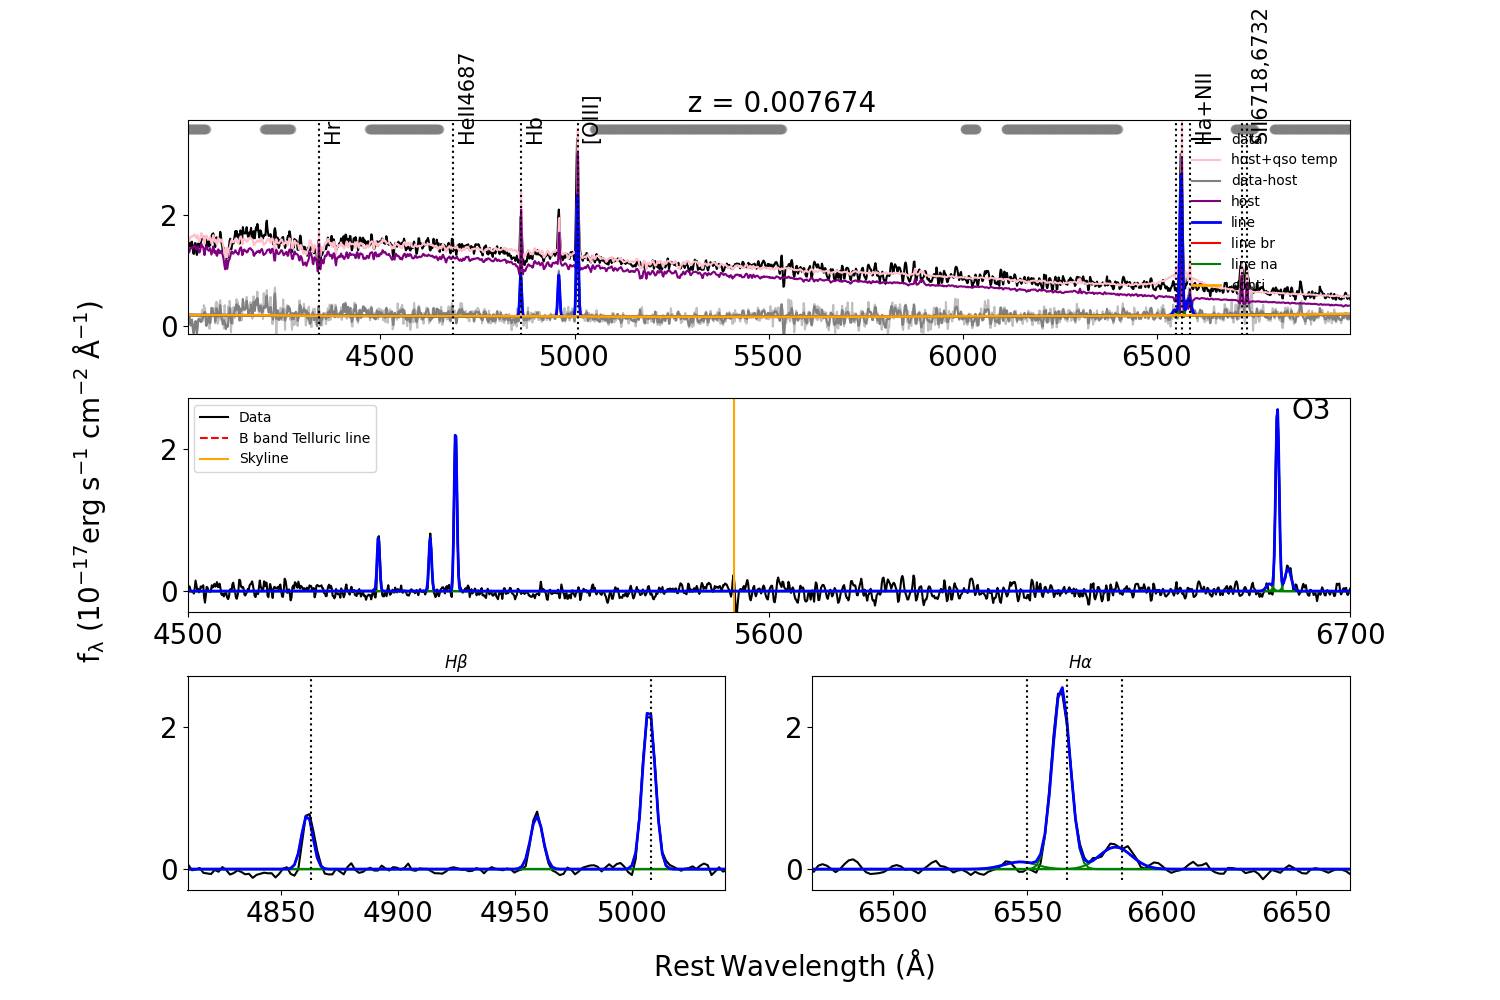 z = 0.007674
Hr
HeII4687
Hb
[OIII]
Ha+NII
SII6718,6732
data
host+qso temp
data-host
host
line
line br
line na
conti
2
0
4500 5000 5500 6000 6500
Data
B band Telluric line
Skyline
O3
2
0
4500 5600 6700
fλ (10⁻¹⁷erg s⁻¹ cm⁻² Å⁻¹)
Hβ
2
0
4850 4900 4950 5000
Hα
2
0
6500 6550 6600 6650
Rest Wavelength (Å)